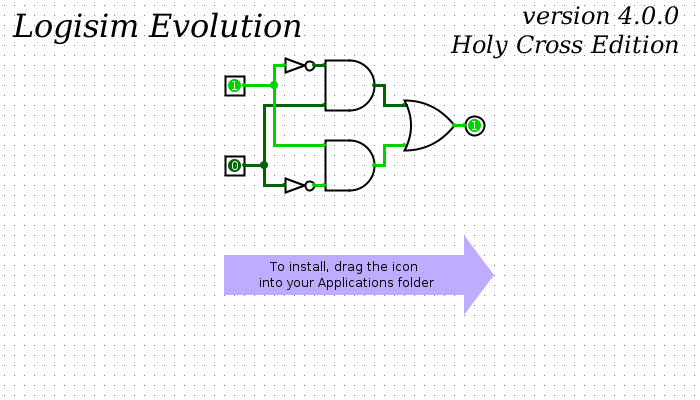 Logisim Evolution
version 4.0.0
Holy Cross Edition
1
1
0
To install, drag the icon
into your Applications folder